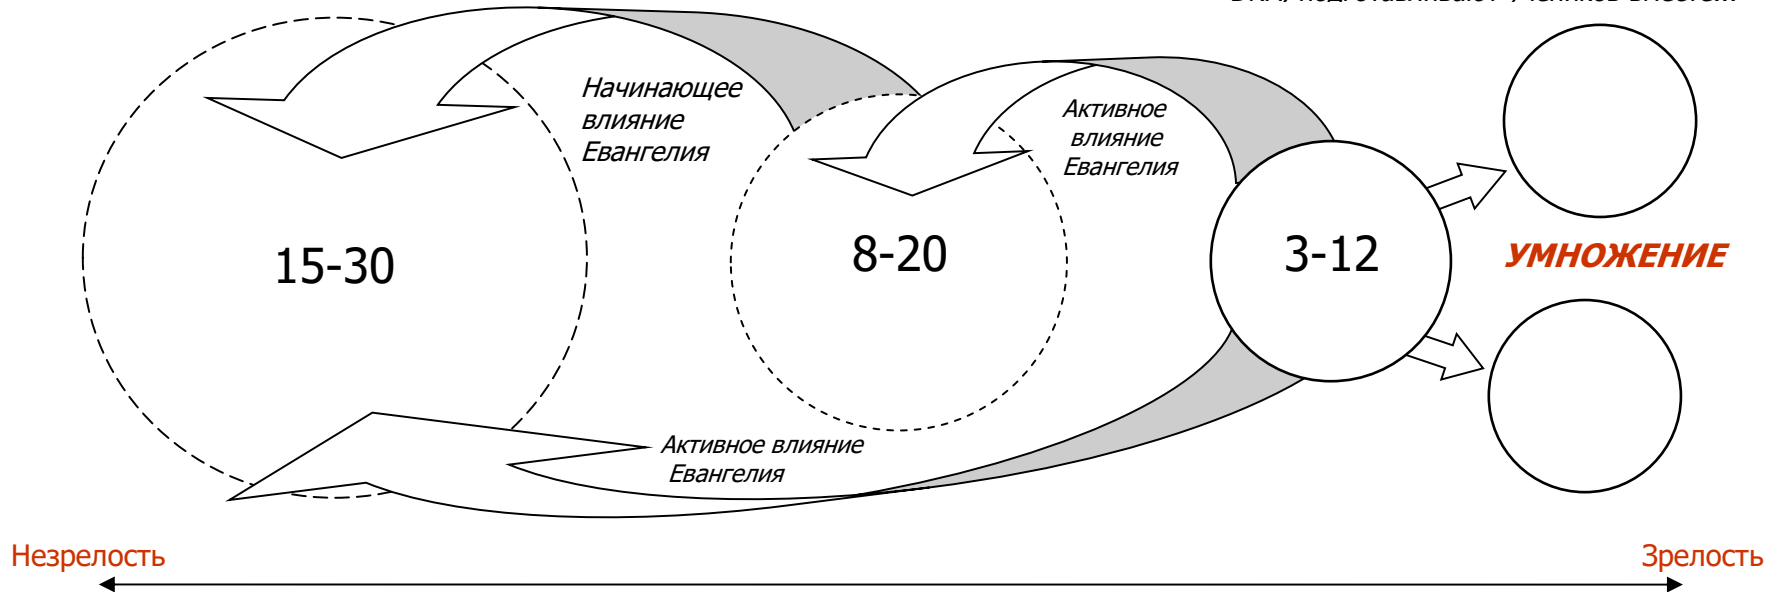 Начинающее
влияние
Евангелия
Активное
влияние
Евангелия
15-30
8-20
3-12
УМНОЖЕНИЕ
Активное влияние
Евангелия
Незрелость
Зрелость